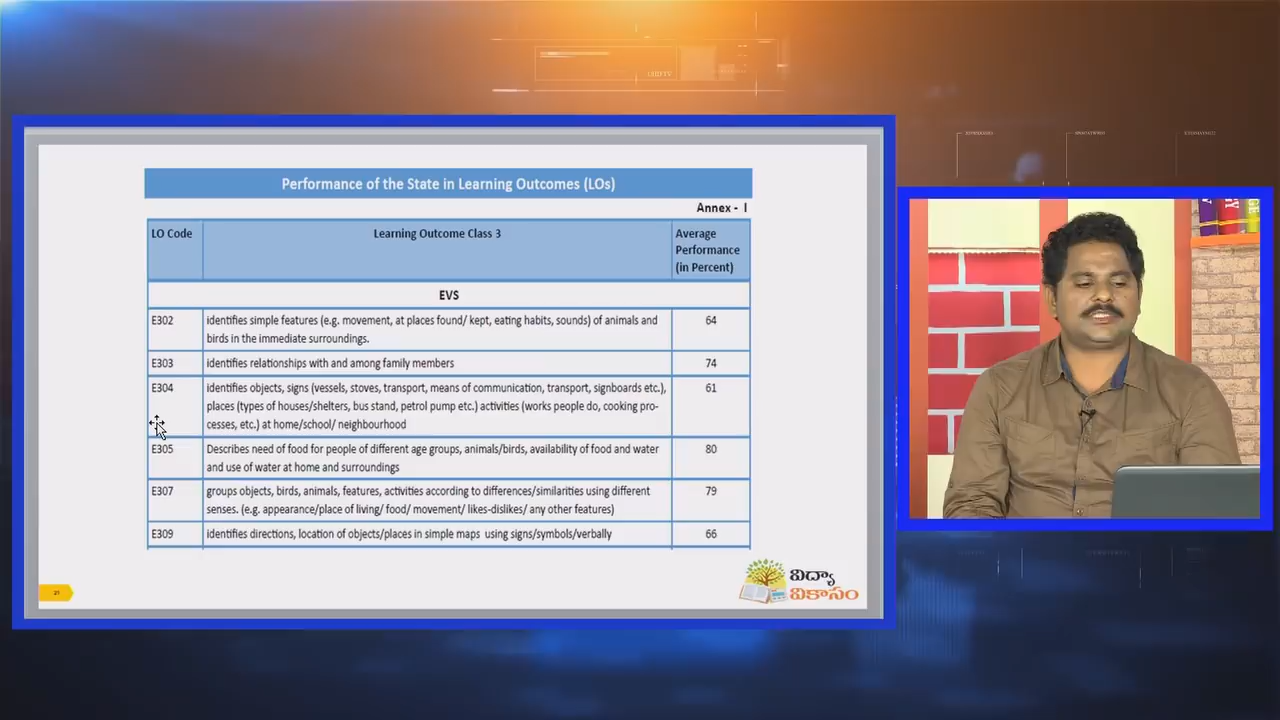 Performance of the State in Learning Outcomes (LOs)
Annex - I
LO Code
Learning Outcome Class 3
Average
Performance
(in Percent)
EVS
E302
identifies simple features (e.g. movement, at places found/ kept, eating habits, sounds) of animals and
birds in the immediate surroundings.
64
E303
identifies relationships with and among family members
74
E304
identifies objects, signs (vessels, stoves, transport, means of communication, transport, signboards etc.),
places (types of houses/shelters, bus stand, petrol pump etc.) activities (works people do, cooking pro-
cesses, etc.) at home/school/ neighbourhood
61
E305
Describes need of food for people of different age groups, animals/birds, availability of food and water
and use of water at home and surroundings
80
E307
groups objects, birds, animals, features, activities according to differences/similarities using different
senses. (e.g. appearance/place of living/ food/ movement/ likes-dislikes/ any other features)
79
E309
identifies directions, location of objects/places in simple maps using signs/symbols/verbally
66
21
విద్యా
వికాసం